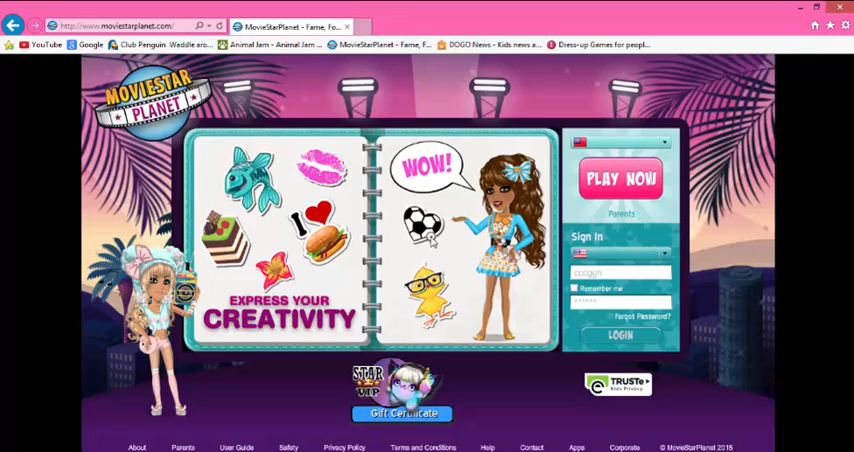 http://www.moviestarplanet.com/
MovieStarPlanet - Fame, Fo...
YouTube
Google
Club Penguin Waddle aro...
Animal Jam - Animal Jam ...
MovieStarPlanet - Fame, F...
DOGO News - Kids news a...
Dress-up Games for peopl...
MOVIESTAR
PLANET
WOW!
PLAY NOW
Parents
Sign In
Remember me
Forgot Password?
LOGIN
I
EXPRESS YOUR
CREATIVITY
STAR
VIP
Gift Certificate
TRUSTe
Kids Privacy
About
Parents
User Guide
Safety
Privacy Policy
Terms and Conditions
Help
Contact
Apps
Corporate
© MovieStarPlanet 2015